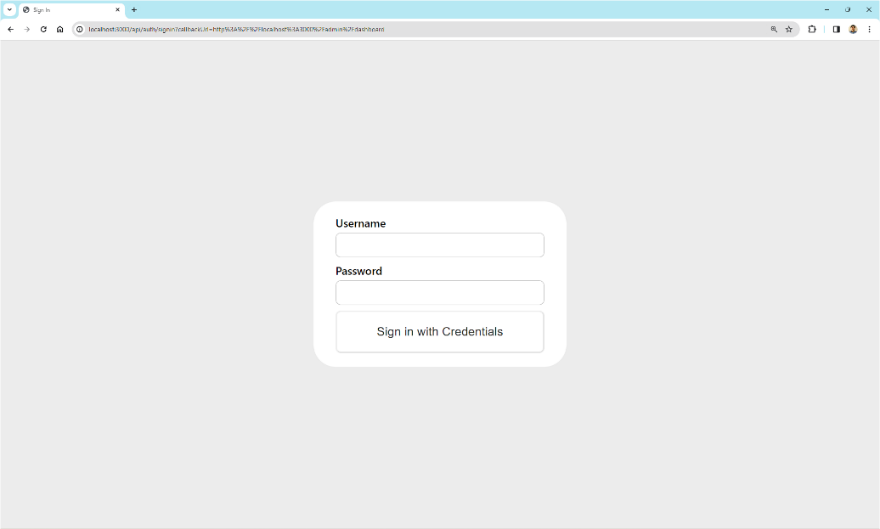 Sign In
localhost:3000/api/auth/signin?callbackUrl=http%3A%2F%2Flocalhost%3A3000%2Fadmin%2Fdashboard
Username
Password
Sign in with Credentials